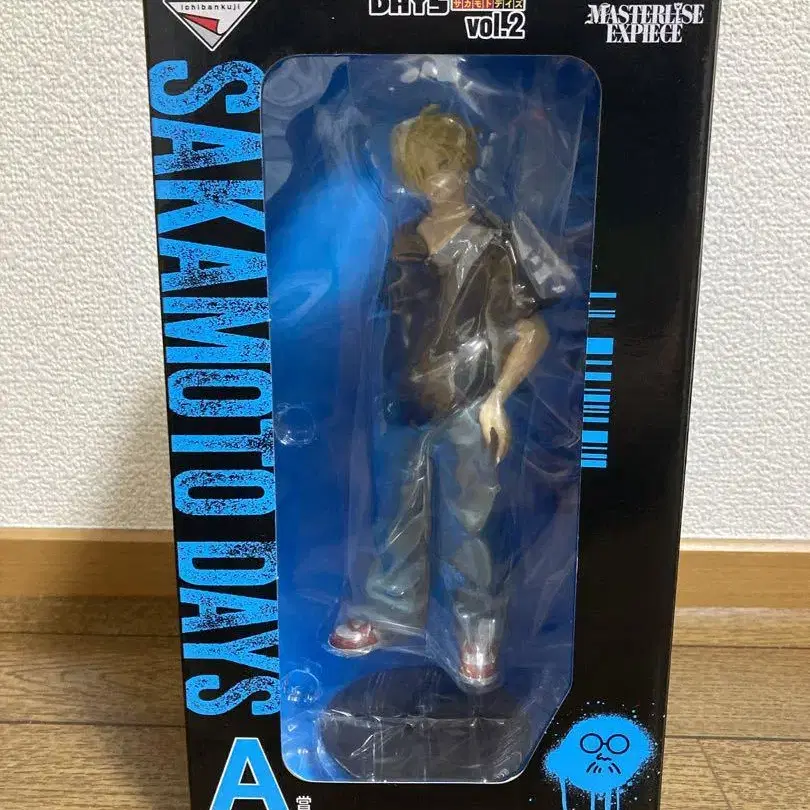 ichibankuji
DAYS サカモトデイズ
vol.2
MASTERLISE
EXPIECE
SAKAMOTO DAYS
A
賞